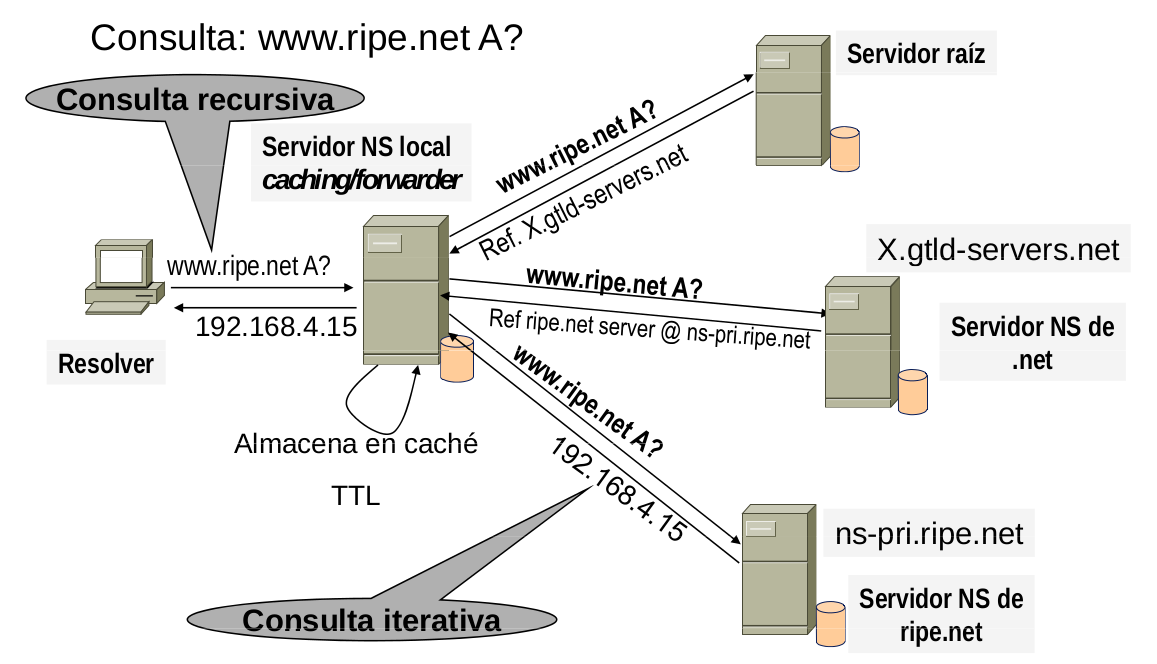 Consulta: www.ripe.net A?
Consulta recursiva
Servidor NS local
caching/forwarder
Servidor raíz
www.ripe.net A?
Ref. X.gtld-servers.net
X.gtld-servers.net
www.ripe.net A?
192.168.4.15
www.ripe.net A?
Ref ripe.net server @ ns-pri.ripe.net
Servidor NS de
.net
Resolver
www.ripe.net A?
192.168.4.15
Almacena en caché
TTL
ns-pri.ripe.net
Servidor NS de
ripe.net
Consulta iterativa